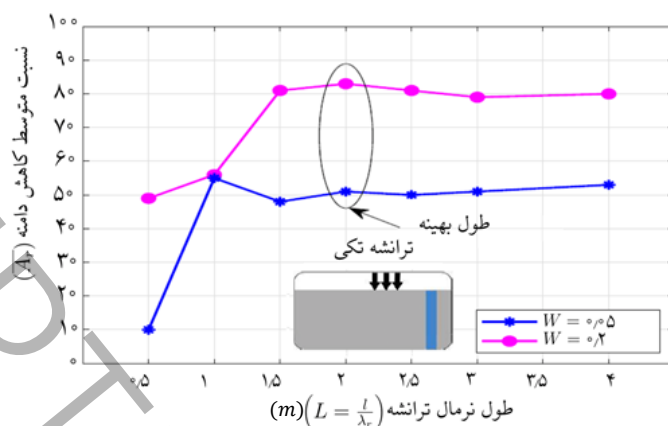 نسبت متوسط کاهش دامنه (Ar)
۱۰۰
۹۰
۸۰
۷۰
۶۰
۵۰
۴۰
۳۰
۲۰
۱۰
۰
طول بهینه
ترانشه تکی
W = ۰٫۰۵
W = ۰٫۲
۰٫۵ ۱ ۱٫۵ ۲ ۲٫۵ ۳ ۳٫۵ ۴
طول نرمال ترانشه (L = l/λr) (m)